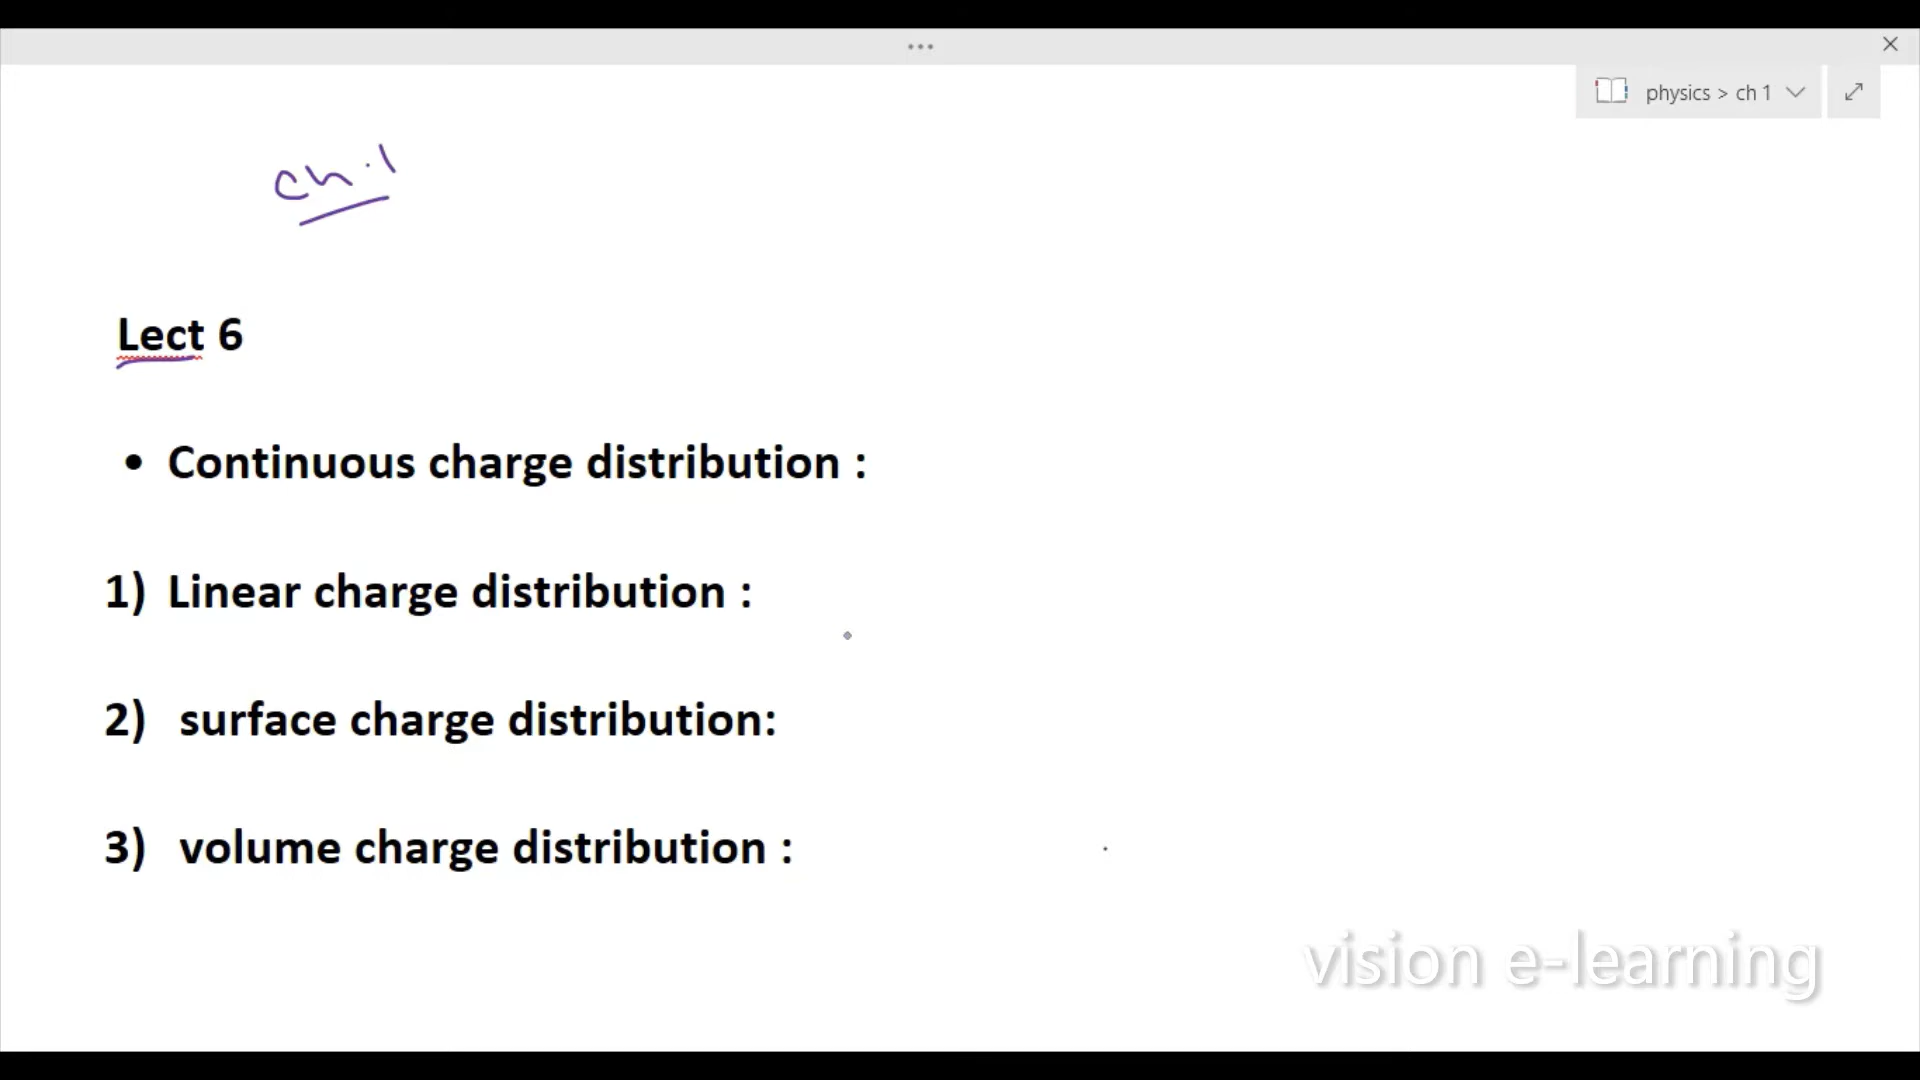 ...
physics > ch 1
ch.1
Lect 6
• Continuous charge distribution :
1) Linear charge distribution :
2) surface charge distribution:
3) volume charge distribution :
vision e-learning